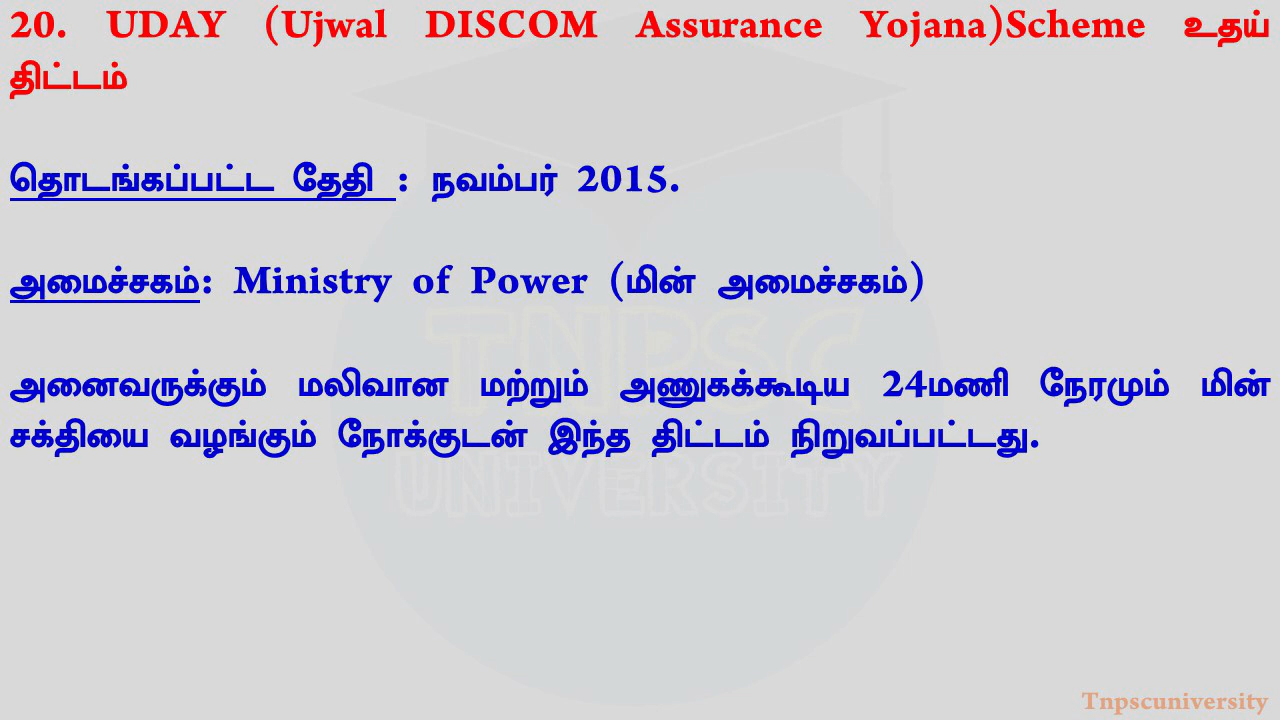 20. UDAY (Ujwal DISCOM Assurance Yojana)Scheme உதய்
திட்டம்
தொடங்கப்பட்ட தேதி : நவம்பர் 2015.
அமைச்சகம்: Ministry of Power (மின் அமைச்சகம்)
அனைவருக்கும் மலிவான மற்றும் அணுகக்கூடிய 24மணி நேரமும் மின்
சக்தியை வழங்கும் நோக்குடன் இந்த திட்டம் நிறுவப்பட்டது.
TNPSC
UNIVERSITY
Tnpscuniversity